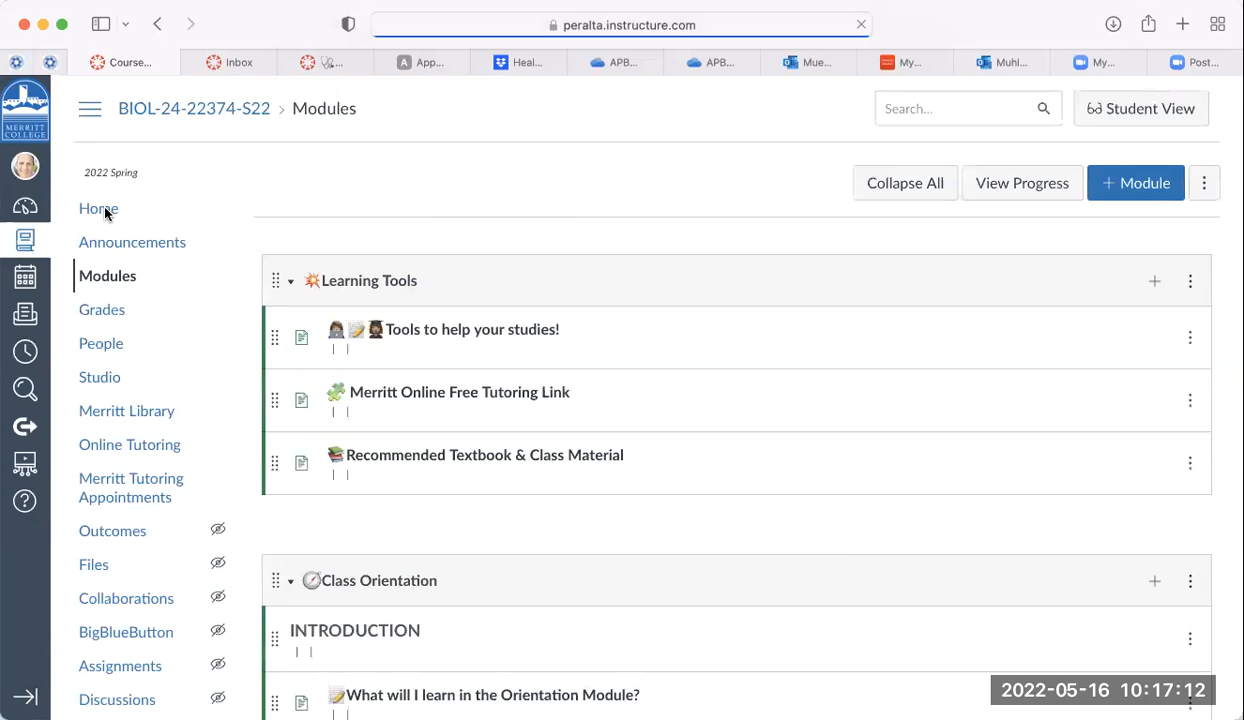 peralta.instructure.com
Course...
Inbox
App...
Heal...
APB...
APB...
Mue...
My...
Muhl...
My...
Post...
MERRITT
COLLEGE
BIOL-24-22374-S22 > Modules
Search...
Student View
2022 Spring
Collapse All
View Progress
+ Module
Home
Announcements
Modules
Grades
People
Studio
Merritt Library
Online Tutoring
Merritt Tutoring
Appointments
Outcomes
Files
Collaborations
BigBlueButton
Assignments
Discussions
Learning Tools
Tools to help your studies!
Merritt Online Free Tutoring Link
Recommended Textbook & Class Material
Class Orientation
INTRODUCTION
What will I learn in the Orientation Module?
2022-05-16 10:17:12